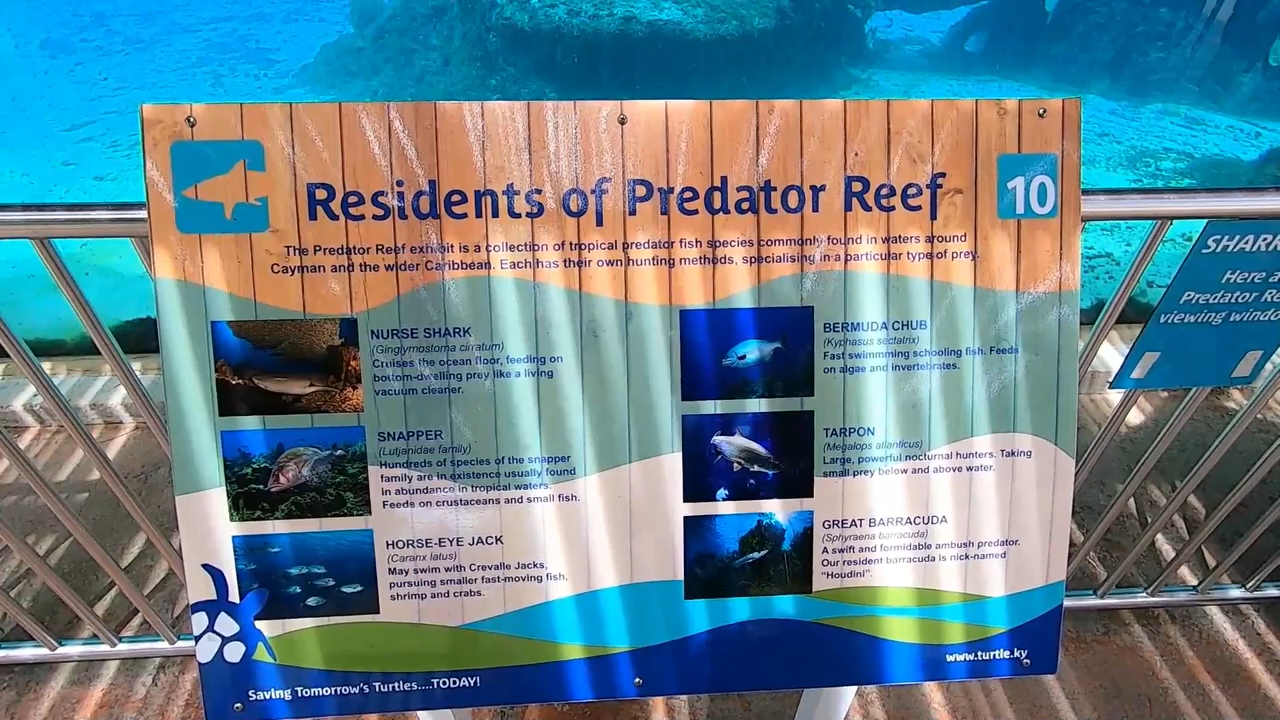 Residents of Predator Reef
10
The Predator Reef exhibit is a collection of tropical predator fish species commonly found in waters around
Cayman and the wider Caribbean. Each has their own hunting methods, specialising in a particular type of prey.
NURSE SHARK
(Ginglymostoma cirratum)
Cruises the ocean floor, feeding on
bottom-dwelling prey like a living
vacuum cleaner.
SNAPPER
(Lutjanidae family)
Hundreds of species of the snapper
family are in existence usually found
in abundance in tropical waters.
Feeds on crustaceans and small fish.
HORSE-EYE JACK
(Caranx latus)
May swim with Crevalle Jacks,
pursuing smaller fast-moving fish,
shrimp and crabs.
BERMUDA CHUB
(Kyphasus sectatrix)
Fast swimming schooling fish. Feeds
on algae and invertebrates.
TARPON
(Megalops atlanticus)
Large, powerful nocturnal hunters. Taking
small prey below and above water.
GREAT BARRACUDA
(Sphyraena barracuda)
A swift and formidable ambush predator.
Our resident barracuda is nick-named
"Houdini".
Saving Tomorrow's Turtles....TODAY!
www.turtle.ky
SHARK
Here a
Predator Re
viewing windo